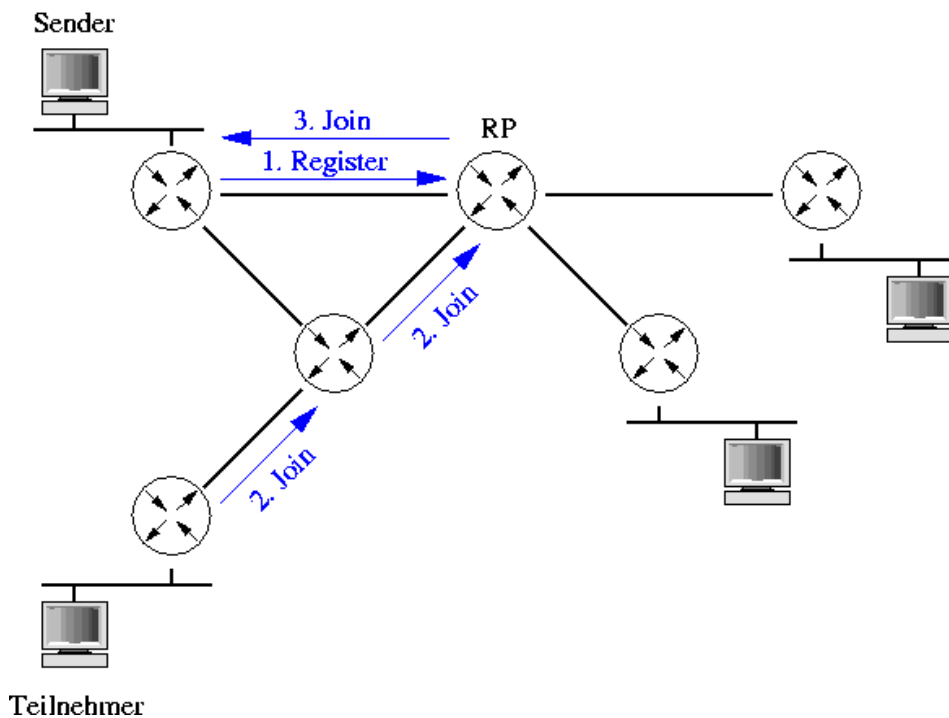 Sender
3. Join
RP
1. Register
2. Join
2. Join
Teilnehmer